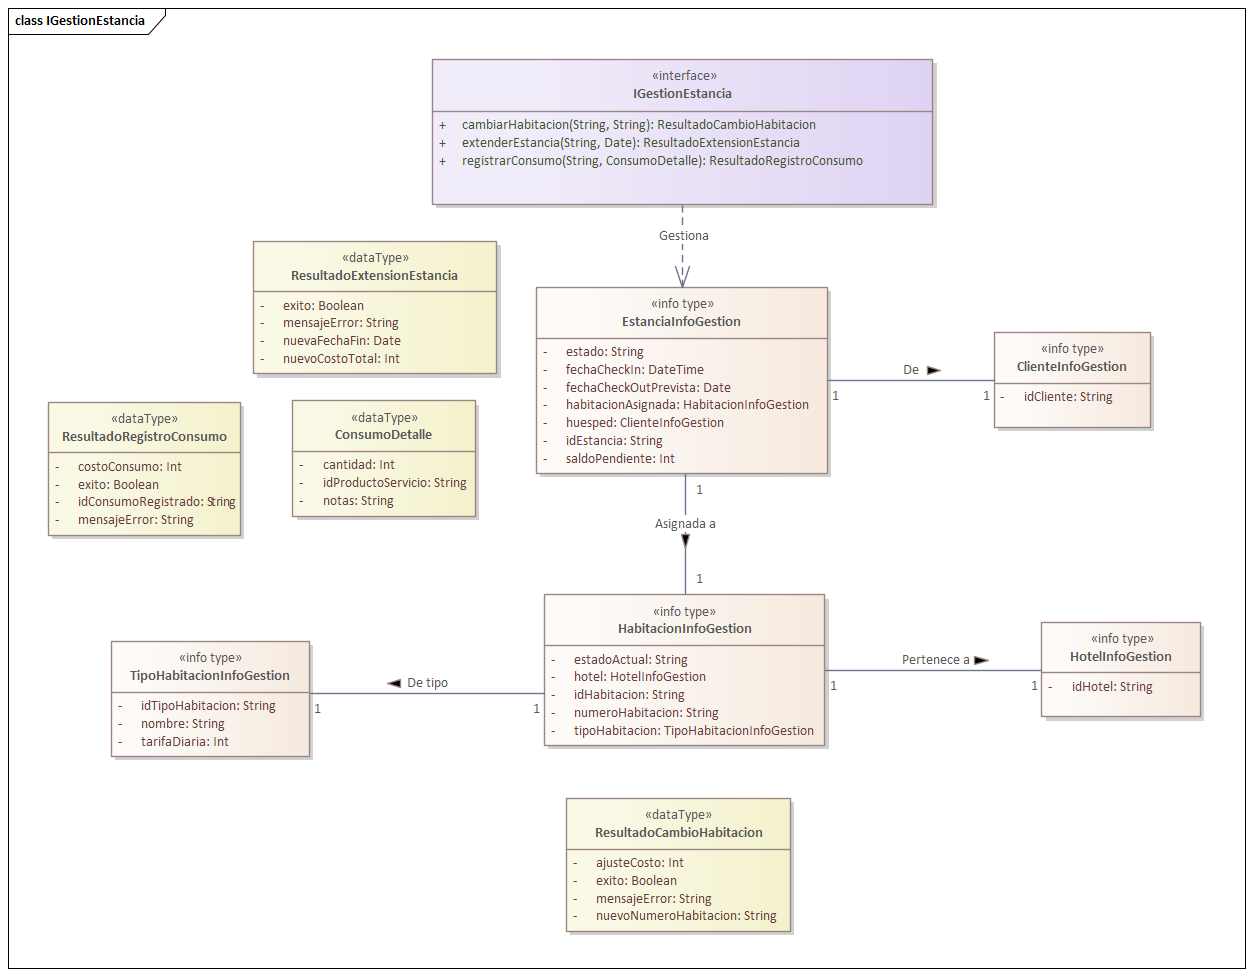 class IGestionEstancia
«interface»
IGestionEstancia
+ cambiarHabitacion(String, String): ResultadoCambioHabitacion
+ extenderEstancia(String, Date): ResultadoExtensionEstancia
+ registrarConsumo(String, ConsumoDetalle): ResultadoRegistroConsumo
Gestiona
«dataType»
ResultadoExtensionEstancia
- exito: Boolean
- mensajeError: String
- nuevaFechaFin: Date
- nuevoCostoTotal: Int
«info type»
EstanciaInfoGestion
- estado: String
- fechaCheckIn: DateTime
- fechaCheckOutPrevista: Date
- habitacionAsignada: HabitacionInfoGestion
- huesped: ClienteInfoGestion
- idEstancia: String
- saldoPendiente: Int
De
1
1
«info type»
ClienteInfoGestion
- idCliente: String
«dataType»
ResultadoRegistroConsumo
- costoConsumo: Int
- exito: Boolean
- idConsumoRegistrado: String
- mensajeError: String
«dataType»
ConsumoDetalle
- cantidad: Int
- idProductoServicio: String
- notas: String
1
Asignada a
1
«info type»
HabitacionInfoGestion
- estadoActual: String
- hotel: HotelInfoGestion
- idHabitacion: String
- numeroHabitacion: String
- tipoHabitacion: TipoHabitacionInfoGestion
«info type»
TipoHabitacionInfoGestion
- idTipoHabitacion: String
- nombre: String
- tarifaDiaria: Int
De tipo
1
1
Pertenece a
1
1
«info type»
HotelInfoGestion
- idHotel: String
«dataType»
ResultadoCambioHabitacion
- ajusteCosto: Int
- exito: Boolean
- mensajeError: String
- nuevoNumeroHabitacion: String